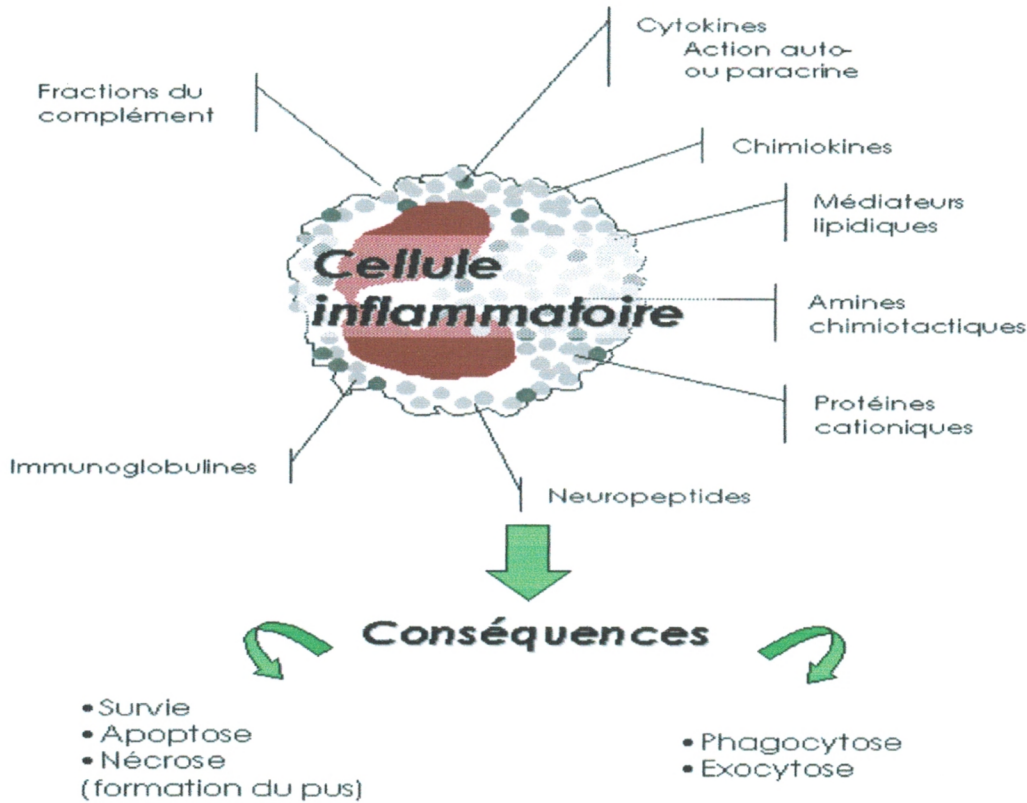 Cytokines
Action auto-
ou paracrine
Fractions du
complément
Chimiokines
Médiateurs
lipidiques
Cellule
inflammatoire
Amines
chimiotactiques
Protéines
cationiques
Immunoglobulines
Neuropeptides
Conséquences
• Survie
• Apoptose
• Nécrose
(formation du pus)
• Phagocytose
• Exocytose